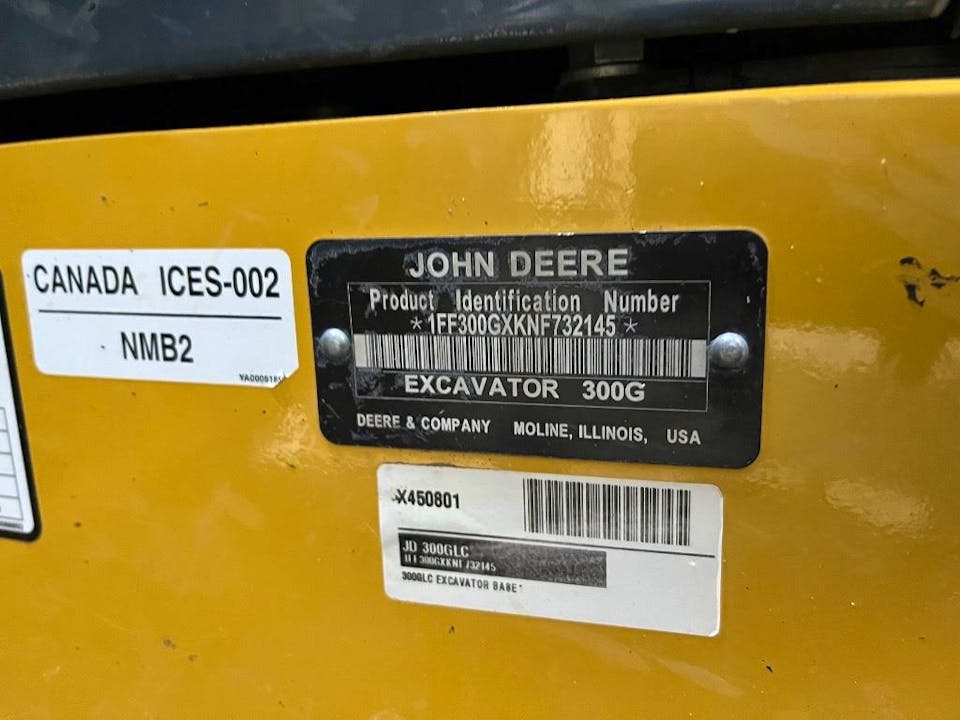 CANADA ICES-002
NMB2
JOHN DEERE
Product Identification Number
*1FF300GXKNF732145*
EXCAVATOR 300G
DEERE & COMPANY MOLINE, ILLINOIS, USA
X450801
JD 300GLC
1FF300GXKNF732145
300GLC EXCAVATOR BASE